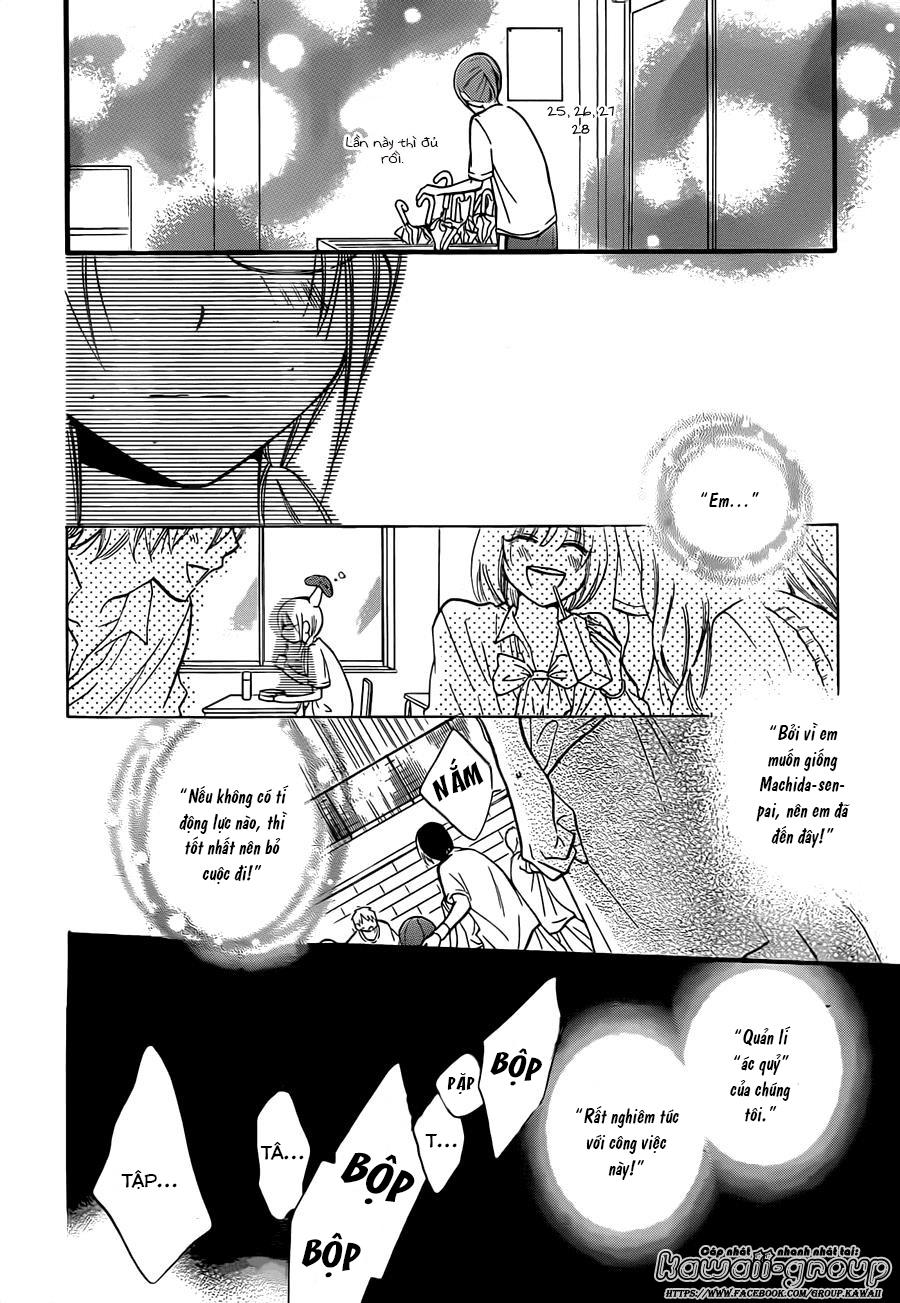 25, 26, 27
28
Lần này thì đủ
rồi.
"Em..."
"Bởi vì em
muốn giống
Machida-sen-
pai, nên em đã
đến đây!"
NẮM
"Nếu không có tí
động lực nào, thì
tốt nhất nên bỏ
cuộc đi!"
"Quản lí
"ác quỷ"
của chúng
tôi."
"Rất nghiêm túc
với công việc
này!"
BỘP
PẶP
T...
BỘP
BỘP
TÂ...
TẬP...
Cập nhật nhanh nhất tại:
kawaii-group
HTTPS://WWW.FACEBOOK.COM/GROUP.KAWAII